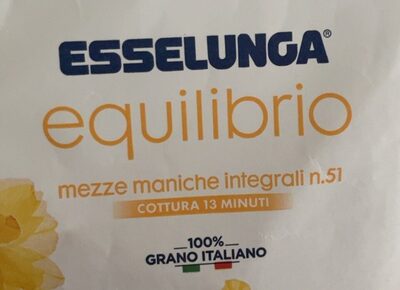 ESSELUNGA®
equilibrio
mezze maniche integrali n.51
COTTURA 13 MINUTI
100%
GRANO ITALIANO